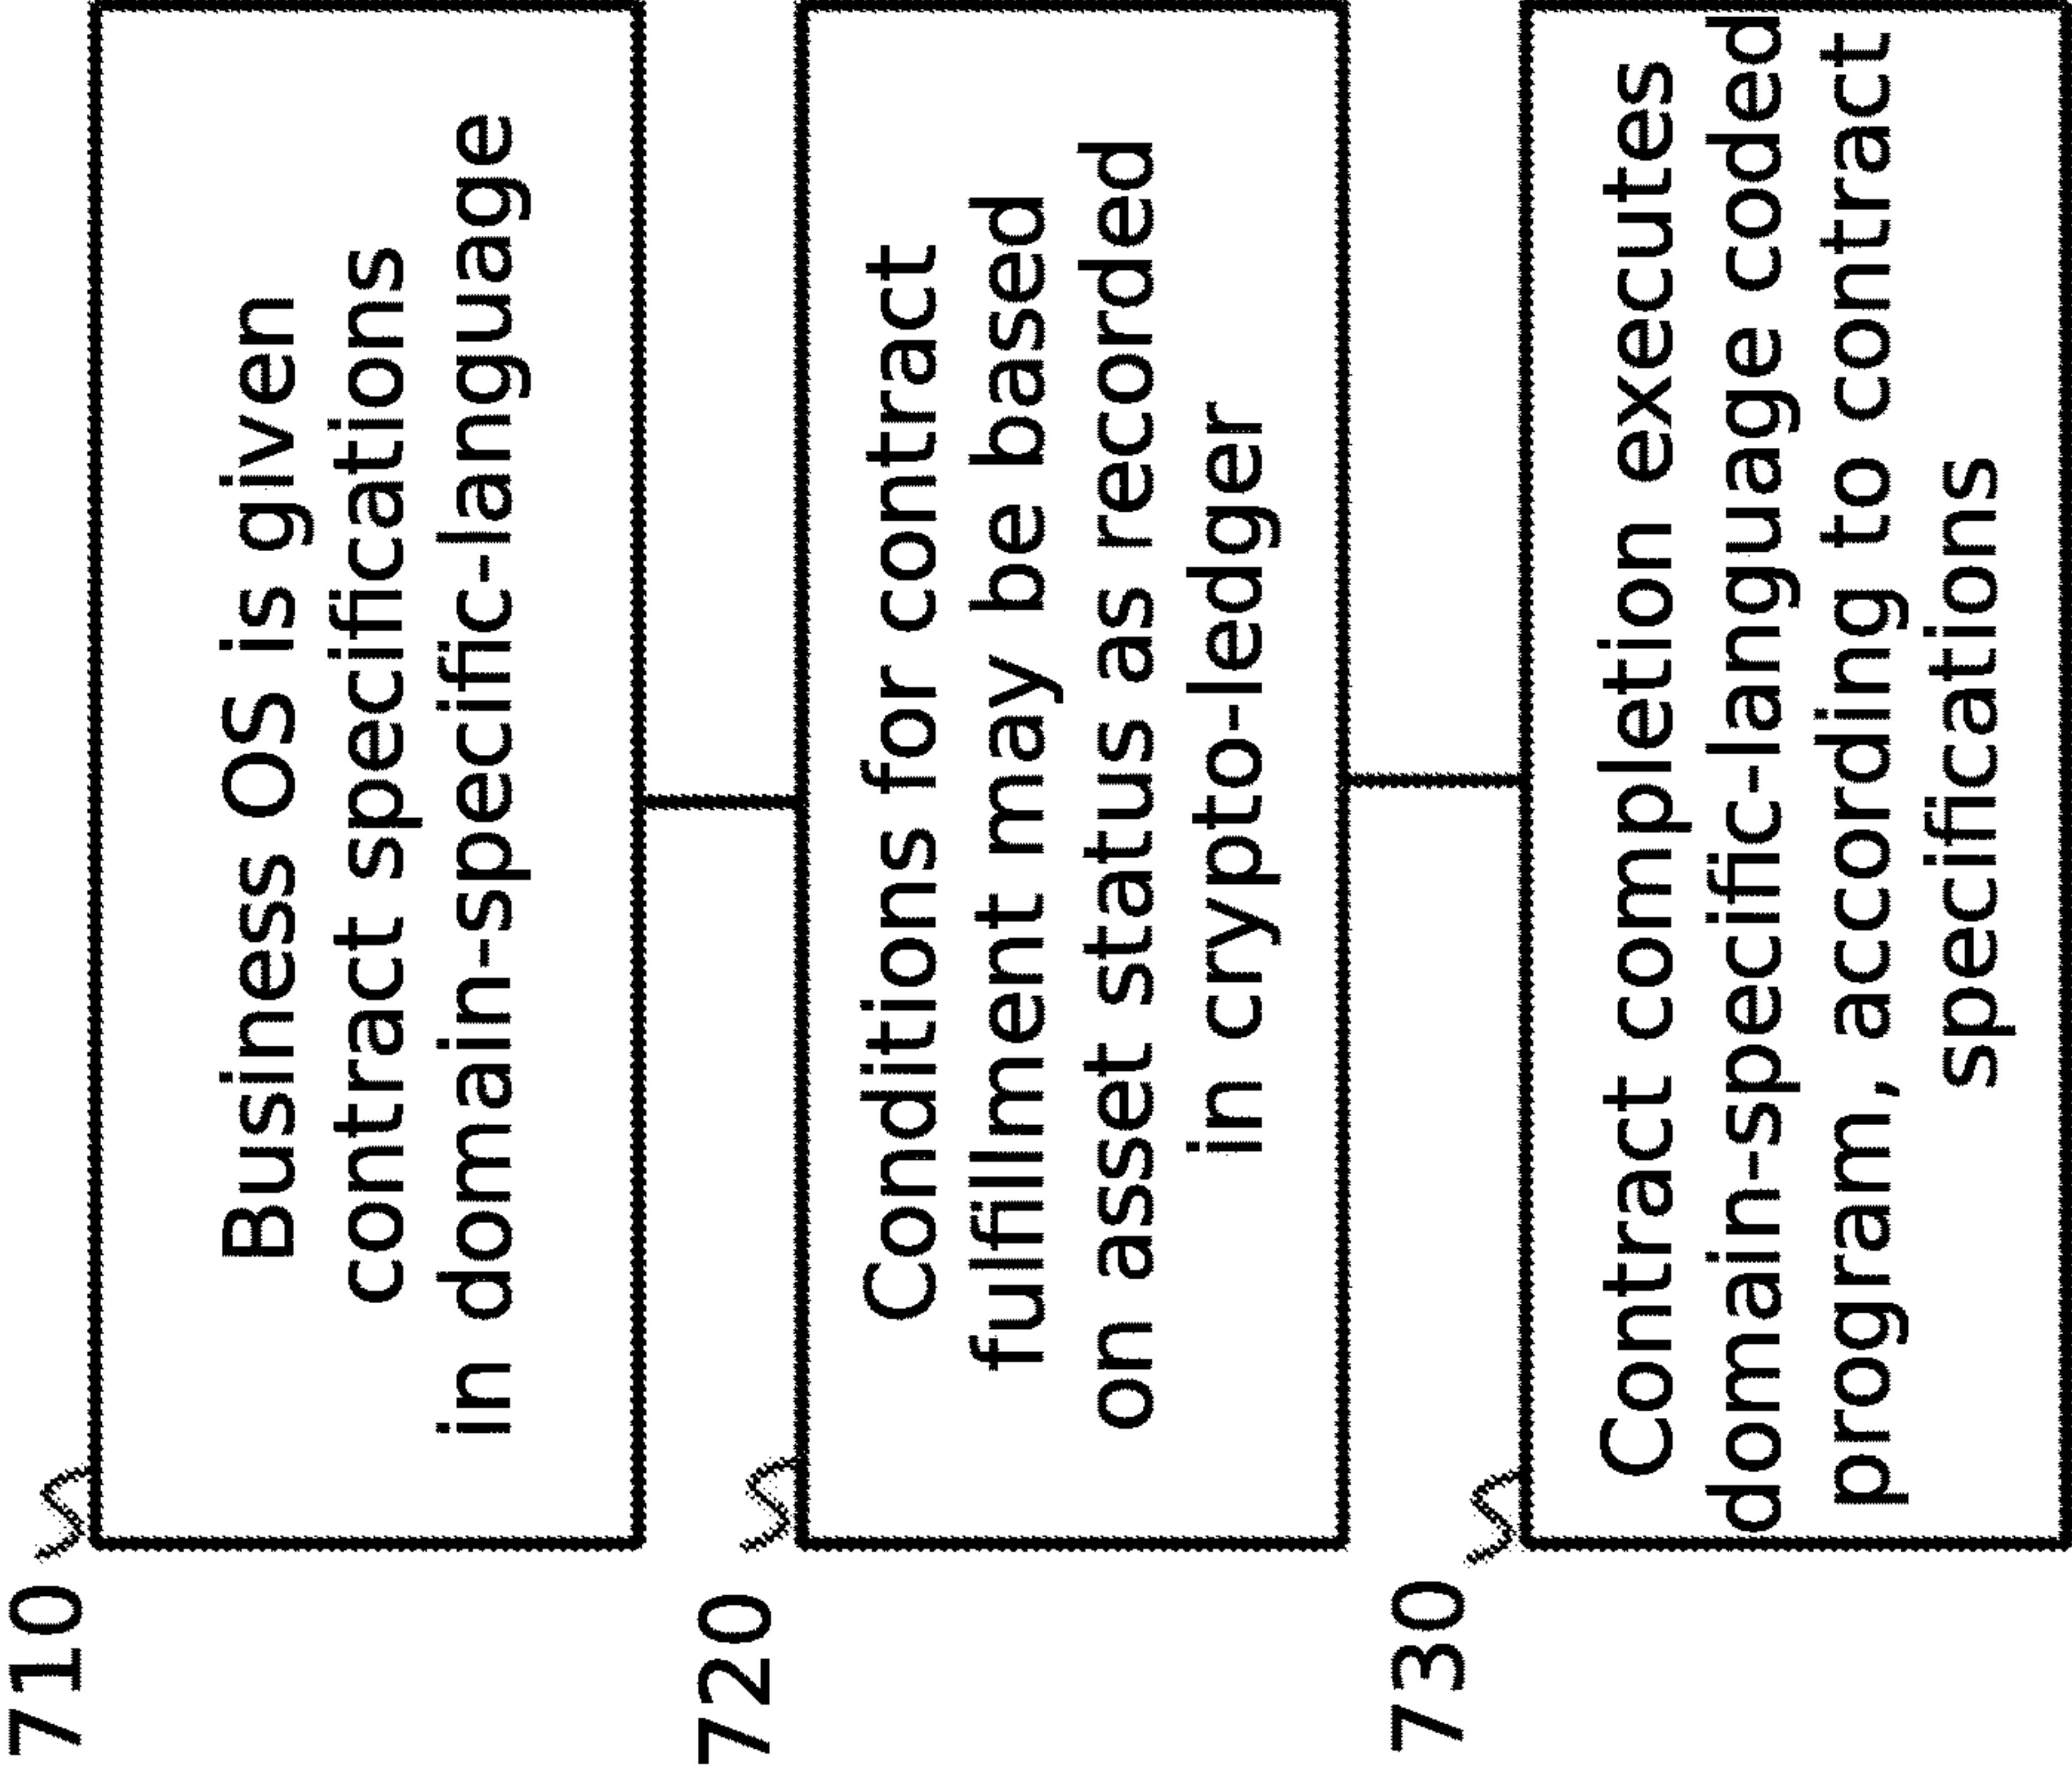 710
Business OS is given
contract specifications
in domain-specific-language
720
Conditions for contract
fulfillment may be based
on asset status as recorded
in crypto-ledger
730
Contract completion executes
domain-specific-language coded
program, according to contract
specifications